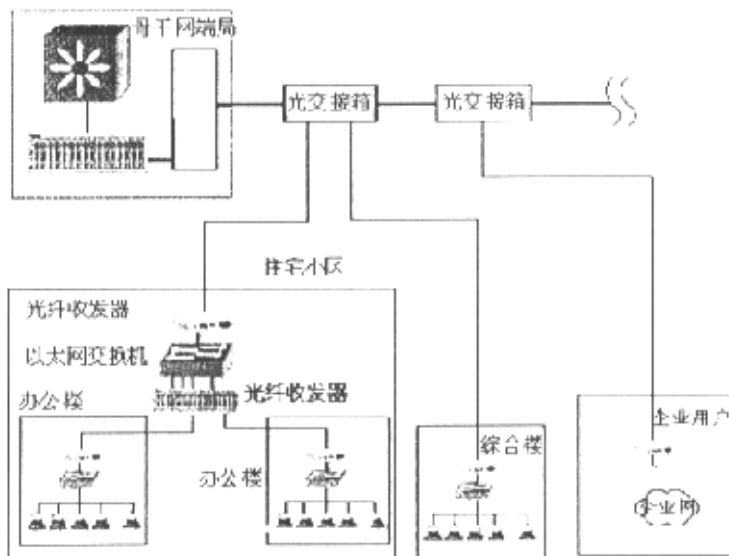 骨干网端局
光交接箱
光交接箱
住宅小区
光纤收发器
以太网交换机
光纤收发器
办公楼
办公楼
综合楼
企业用户
企业网